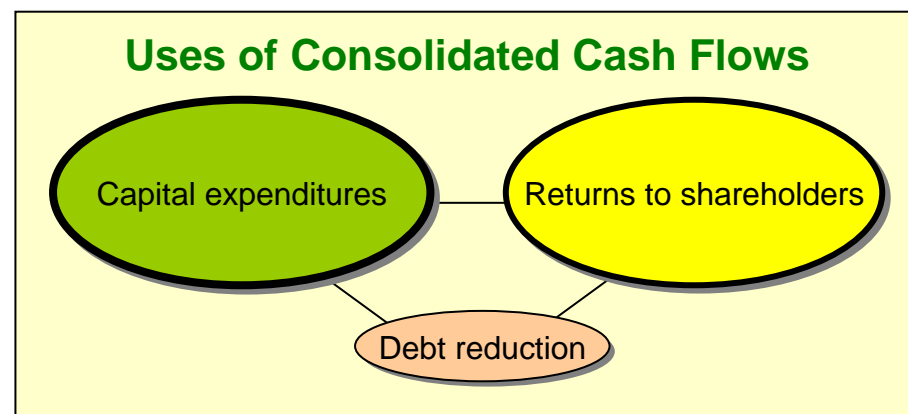 Uses of Consolidated Cash Flows
Capital expenditures
Returns to shareholders
Debt reduction